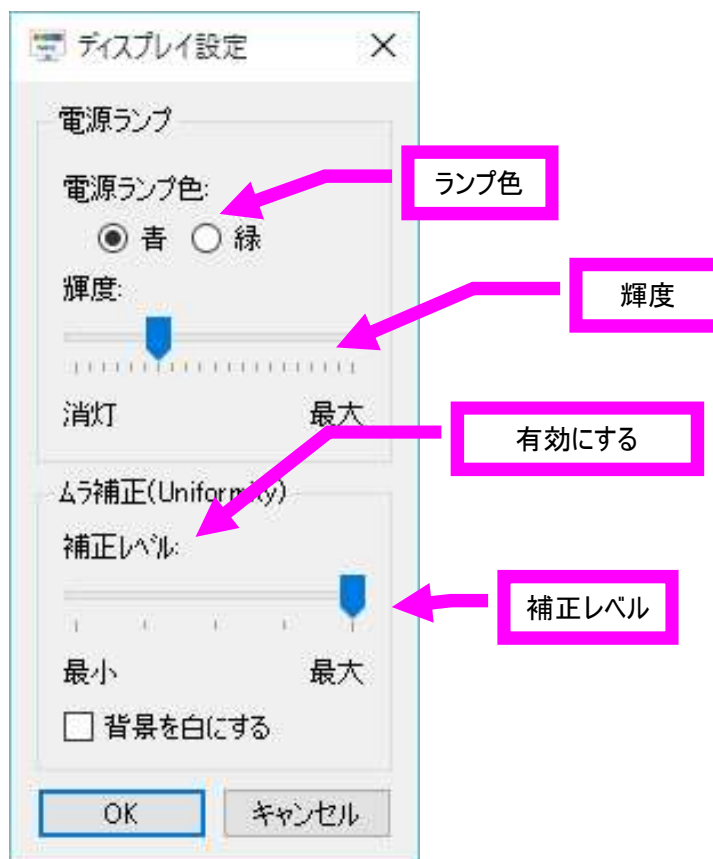 ディスプレイ設定
電源ランプ
電源ランプ色:
ランプ色
青 緑
輝度:
輝度
消灯 最大
有効にする
ムラ補正(Uniformity)
補正レベル:
補正レベル
最小 最大
背景を白にする
OK キャンセル